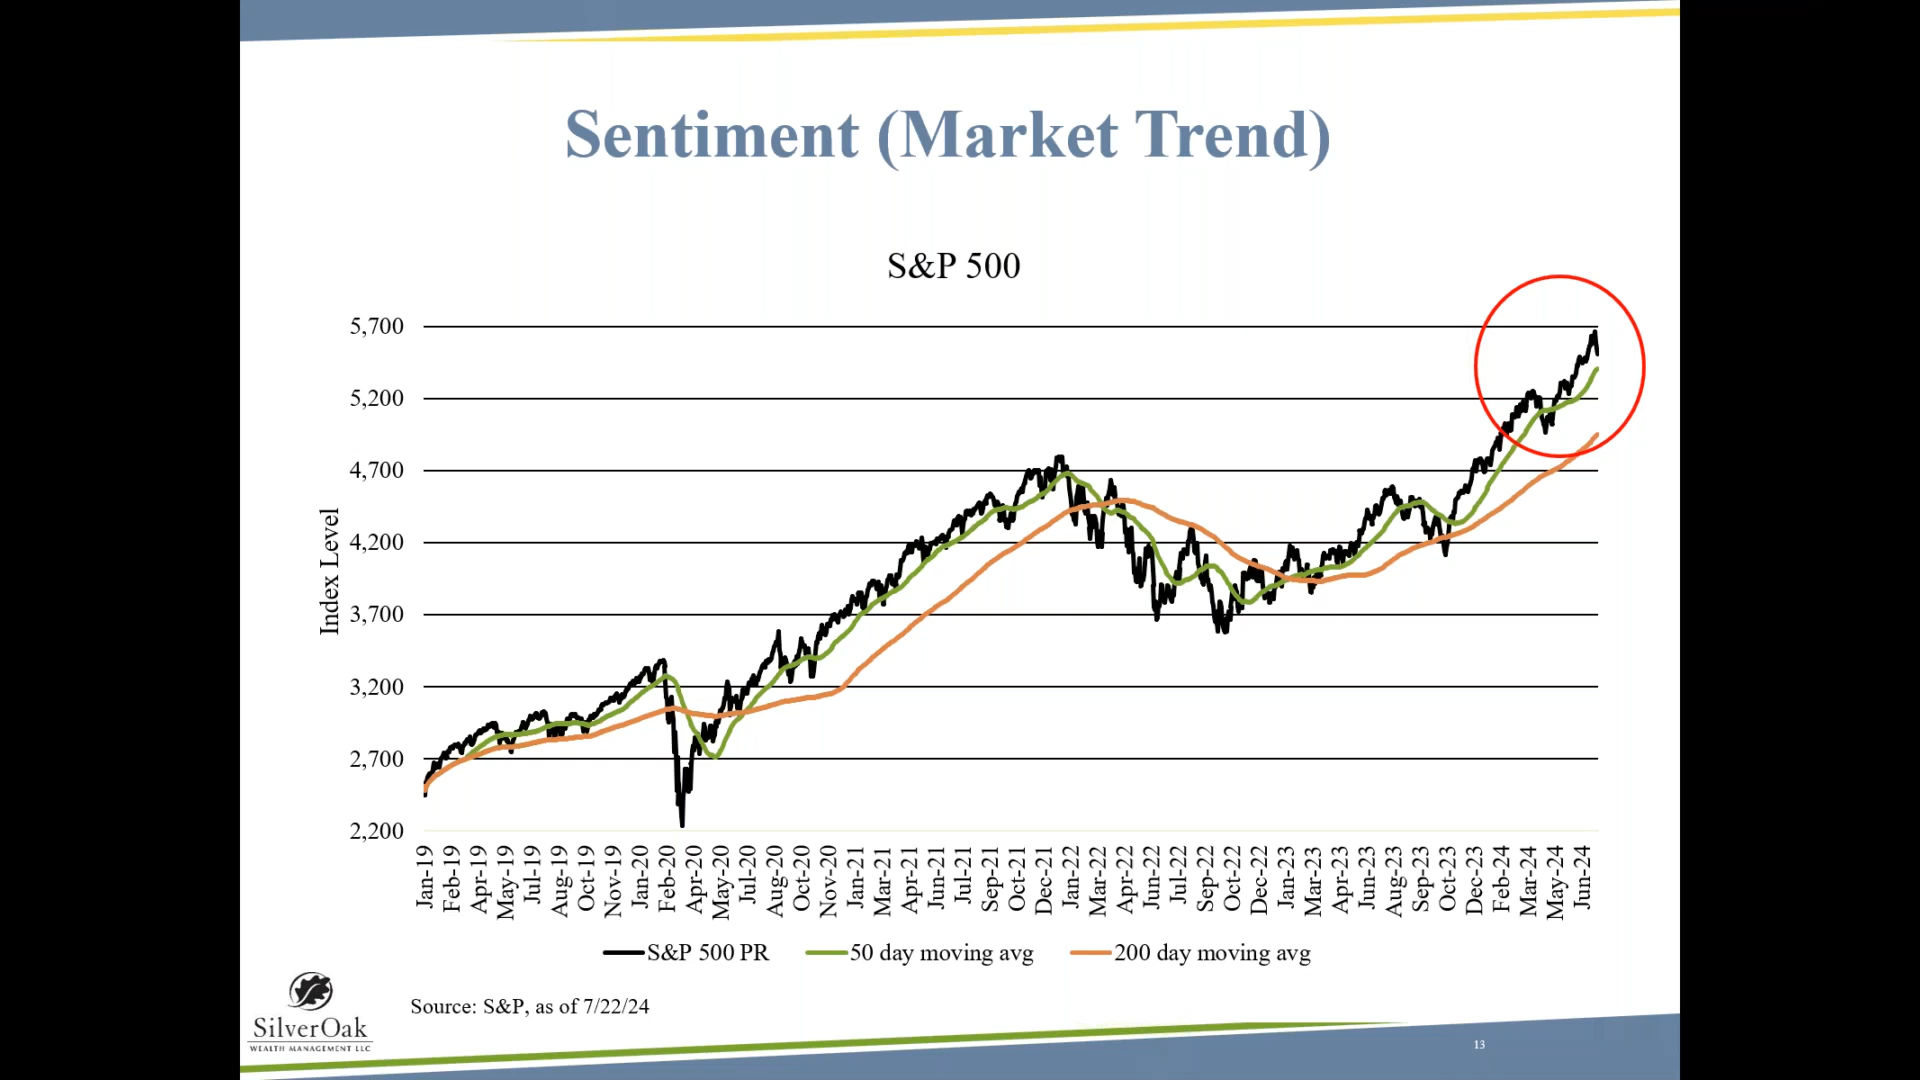 Sentiment (Market Trend)
S&P 500
5,700
5,200
4,700
4,200
3,700
3,200
2,700
2,200
Index Level
Jan-19
Feb-19
Apr-19
May-19
Jul-19
Aug-19
Oct-19
Nov-19
Jan-20
Feb-20
Apr-20
May-20
Jul-20
Aug-20
Oct-20
Nov-20
Jan-21
Mar-21
Apr-21
Jun-21
Jul-21
Sep-21
Oct-21
Dec-21
Jan-22
Mar-22
Apr-22
Jun-22
Jul-22
Sep-22
Oct-22
Dec-22
Jan-23
Mar-23
Apr-23
Jun-23
Aug-23
Sep-23
Oct-23
Dec-23
Feb-24
Mar-24
May-24
Jun-24
S&P 500 PR
50 day moving avg
200 day moving avg
Source: S&P, as of 7/22/24
SilverOak
WEALTH MANAGEMENT LLC
13